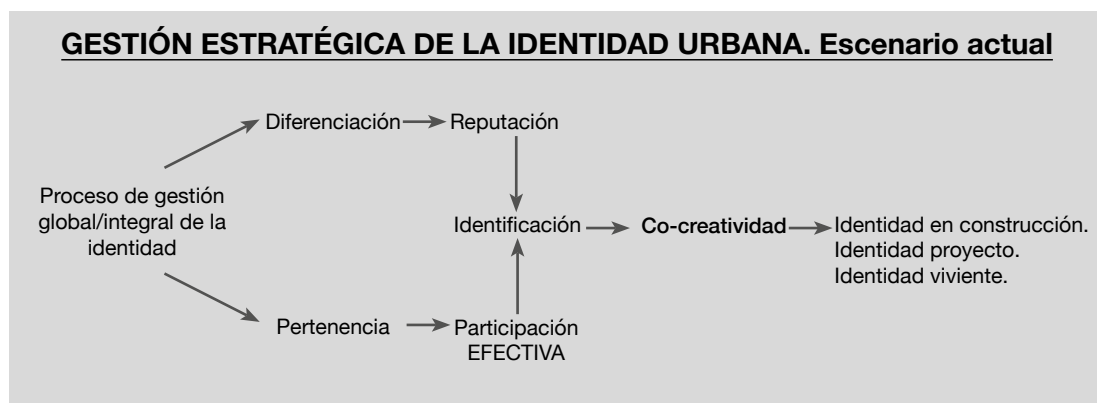 GESTIÓN ESTRATÉGICA DE LA IDENTIDAD URBANA. Escenario actual
Diferenciación
Reputación
Proceso de gestión
global/integral de la
identidad
Identificación
Co-creatividad
Identidad en construcción.
Identidad proyecto.
Identidad viviente.
Pertenencia
Participación
EFECTIVA